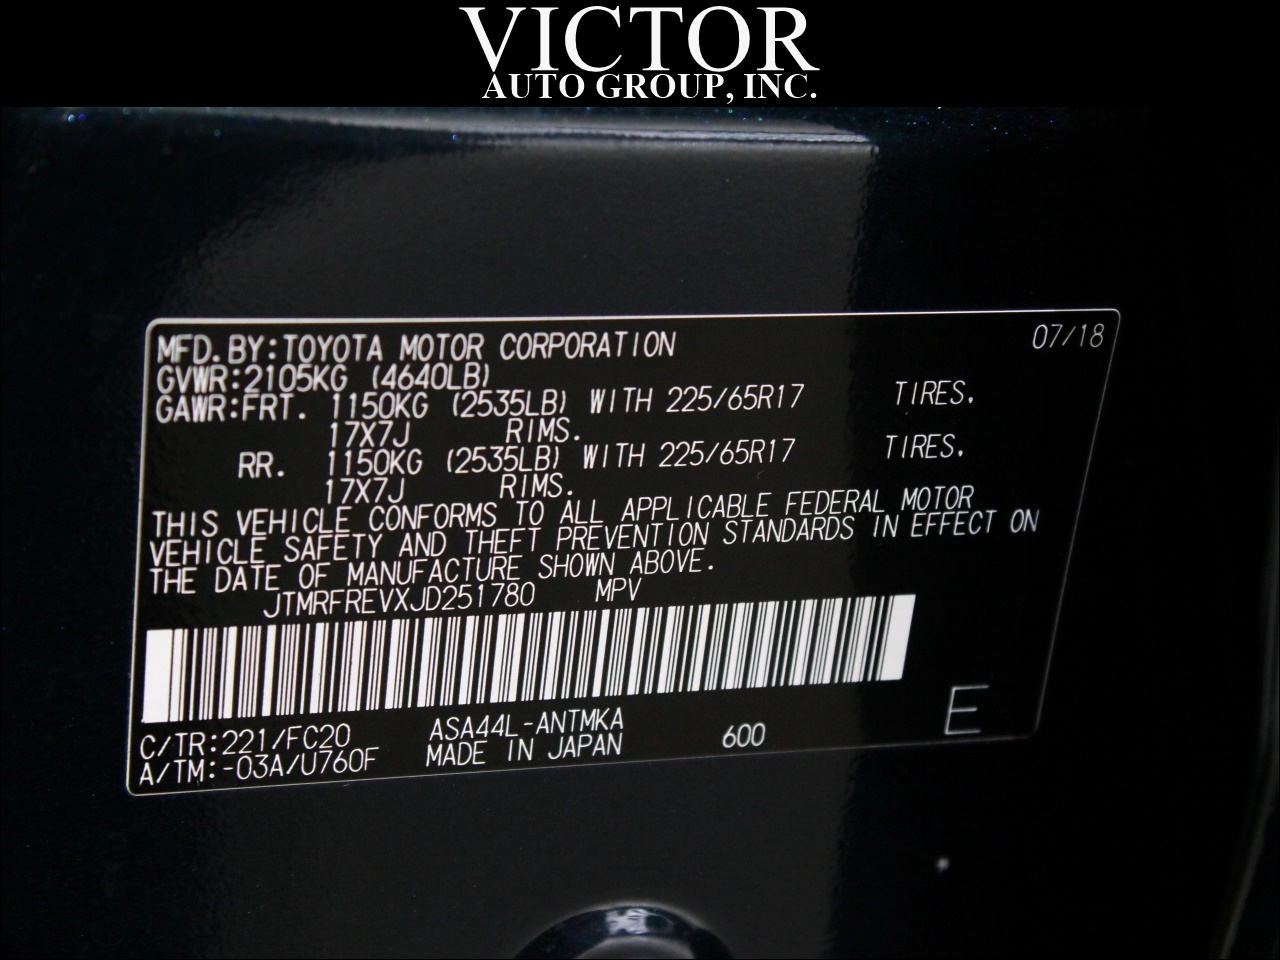 VICTOR
AUTO GROUP, INC.
MFD. BY: TOYOTA MOTOR CORPORATION 07/18
GVWR: 2105KG (4640LB)
GAWR: FRT. 1150KG (2535LB) WITH 225/65R17 TIRES.
17X7J RIMS.
RR. 1150KG (2535LB) WITH 225/65R17 TIRES.
17X7J RIMS.
THIS VEHICLE CONFORMS TO ALL APPLICABLE FEDERAL MOTOR
VEHICLE SAFETY AND THEFT PREVENTION STANDARDS IN EFFECT ON
THE DATE OF MANUFACTURE SHOWN ABOVE.
JTMRFREVXJD251780 MPV
C/TR: 221/FC20 ASA44L-ANTMKA 600 E
A/TM: -03A/U760F MADE IN JAPAN